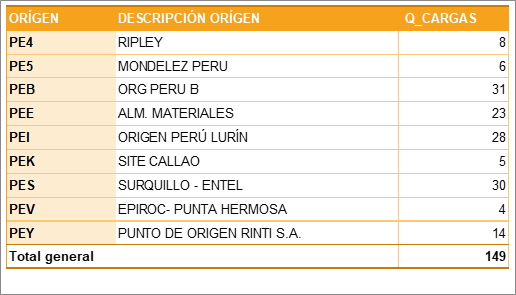 ORÍGEN DESCRIPCIÓN ORÍGEN Q_CARGAS
PE4 RIPLEY 8
PE5 MONDELEZ PERU 6
PEB ORG PERU B 31
PEE ALM. MATERIALES 23
PEI ORIGEN PERÚ LURÍN 28
PEK SITE CALLAO 5
PES SURQUILLO - ENTEL 30
PEV EPIROC- PUNTA HERMOSA 4
PEY PUNTO DE ORIGEN RINTI S.A. 14
Total general 149